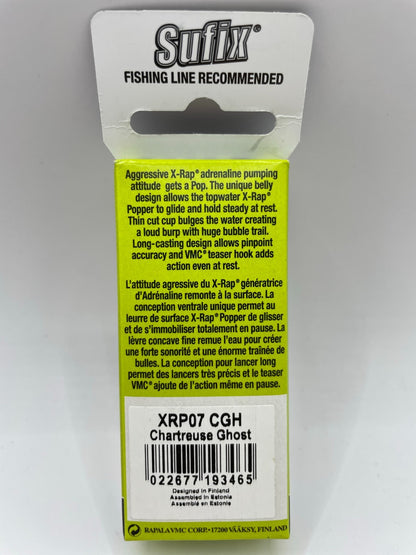 Sufix®
FISHING LINE RECOMMENDED
Aggressive X-Rap® adrenaline pumping
attitude gets a Pop. The unique belly
design allows the topwater X-Rap®
Popper to glide and hold steady at rest.
Thin cut cup bulges the water creating
a loud burp with huge bubble trail.
Long-casting design allows pinpoint
accuracy and VMC® teaser hook adds
action even at rest.
L'attitude agressive du X-Rap® génératrice
d'Adrénaline remonte à la surface. La
conception ventrale unique permet au
leurre de surface X-Rap® Popper de glisser
et de s'immobiliser totalement en pause. La
lèvre concave fine remue l'eau pour créer
une forte sonorité et une énorme traînée de
bulles. La conception pour lancer long
permet des lancers très précis et le teaser
VMC® ajoute de l'action même en pause.
XRP07 CGH
Chartreuse Ghost
022677 193465
Designed in Finland
Assembled in Estonia
Assemblé en Estonie
RAPALA VMC CORP. • 17200 VÄÄKSY, FINLAND